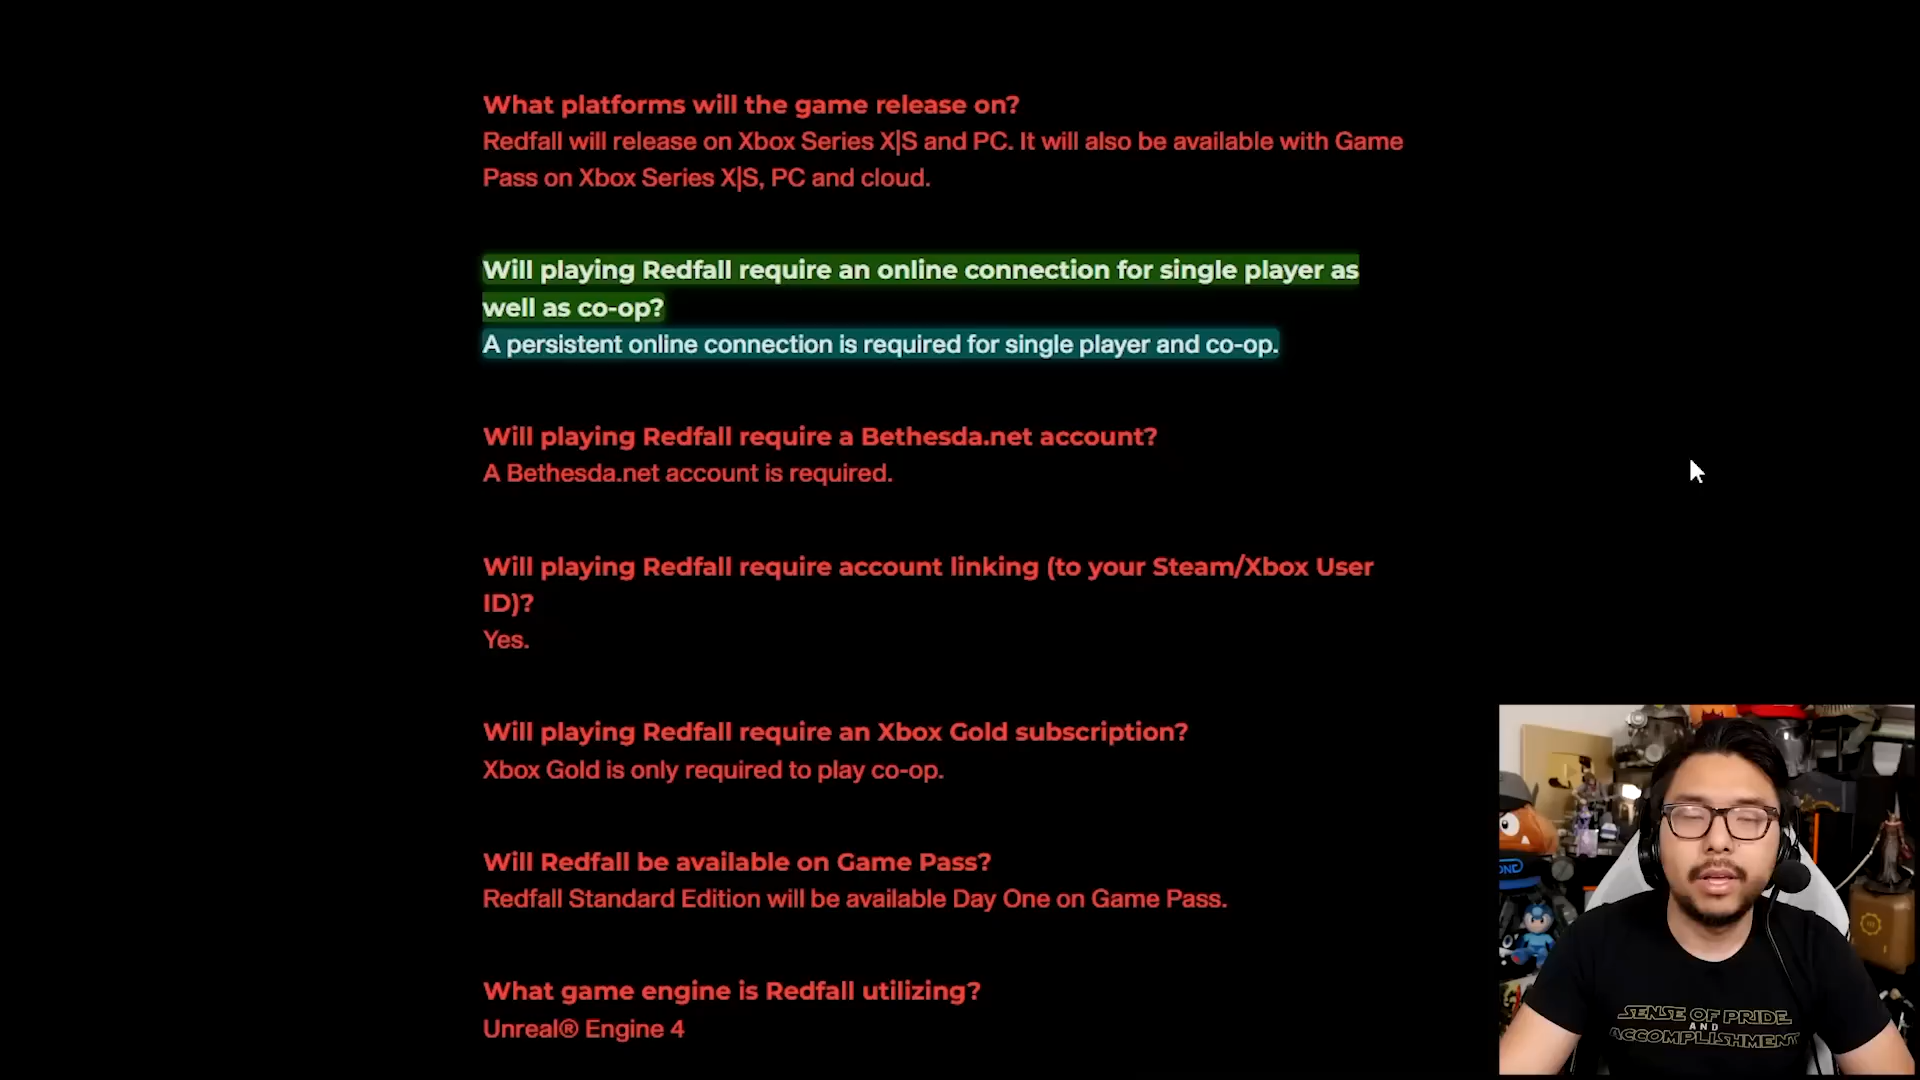 What platforms will the game release on?
Redfall will release on Xbox Series X|S and PC. It will also be available with Game
Pass on Xbox Series X|S, PC and cloud.
Will playing Redfall require an online connection for single player as
well as co-op?
A persistent online connection is required for single player and co-op.
Will playing Redfall require a Bethesda.net account?
A Bethesda.net account is required.
Will playing Redfall require account linking (to your Steam/Xbox User
ID)?
Yes.
Will playing Redfall require an Xbox Gold subscription?
Xbox Gold is only required to play co-op.
Will Redfall be available on Game Pass?
Redfall Standard Edition will be available Day One on Game Pass.
What game engine is Redfall utilizing?
Unreal® Engine 4
SENSE OF PRIDE
AND
ACCOMPLISHMENT